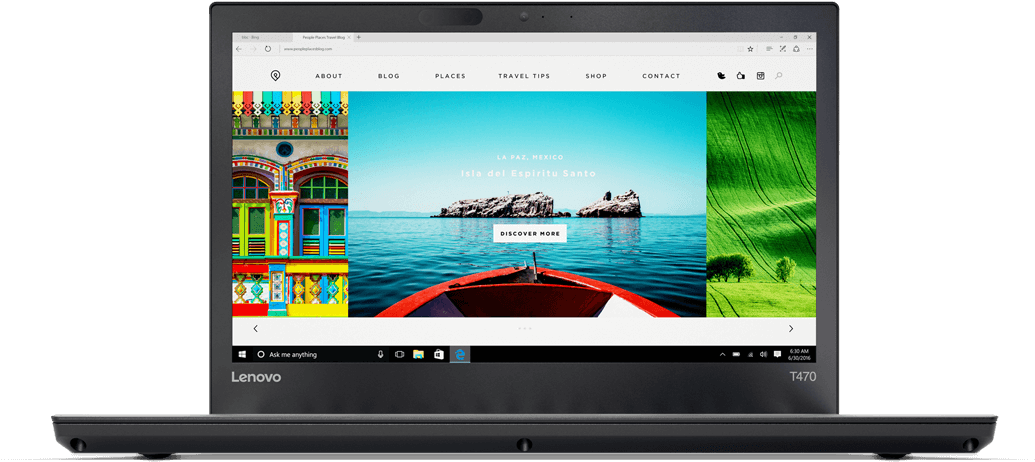 People Places Travel Blog
www.peopleplacesblog.com
ABOUT BLOG PLACES TRAVEL TIPS SHOP CONTACT
LA PAZ, MEXICO
Isla del Espiritu Santo
DISCOVER MORE
Ask me anything
6:30 AM
6/30/2016
Lenovo T470